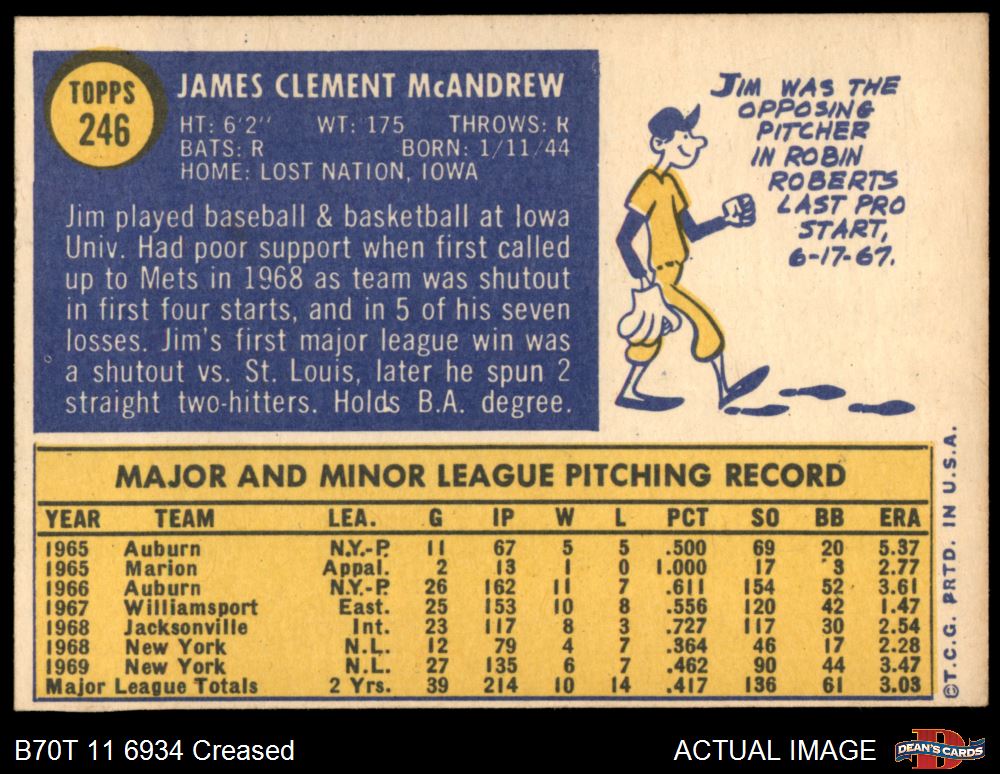 TOPPS
246
JAMES CLEMENT McANDREW
HT: 6'2" WT: 175 THROWS: R
BATS: R BORN: 1/11/44
HOME: LOST NATION, IOWA
Jim played baseball & basketball at Iowa
Univ. Had poor support when first called
up to Mets in 1968 as team was shutout
in first four starts, and in 5 of his seven
losses. Jim's first major league win was
a shutout vs. St. Louis, later he spun 2
straight two-hitters. Holds B.A. degree.
JIM WAS THE
OPPOSING
PITCHER
IN ROBIN
ROBERTS
LAST PRO
START,
6-17-67.
MAJOR AND MINOR LEAGUE PITCHING RECORD
YEAR TEAM LEA. G IP W L PCT SO BB ERA
1965 Auburn N.Y.-P. 11 67 5 5 .500 69 20 5.37
1965 Marion Appal. 2 13 1 0 1.000 17 3 2.77
1966 Auburn N.Y.-P. 26 162 11 7 .611 154 52 3.61
1967 Williamsport East. 25 153 10 8 .556 120 42 1.47
1968 Jacksonville Int. 23 117 8 3 .727 117 30 2.54
1968 New York N.L. 12 79 4 7 .364 46 17 2.28
1969 New York N.L. 27 135 6 7 .462 90 44 3.47
Major League Totals 2 Yrs. 39 214 10 14 .417 136 61 3.03
©T.C.G. PRTD. IN U.S.A.
B70T 11 6934 Creased
ACTUAL IMAGE
DEAN'S CARDS